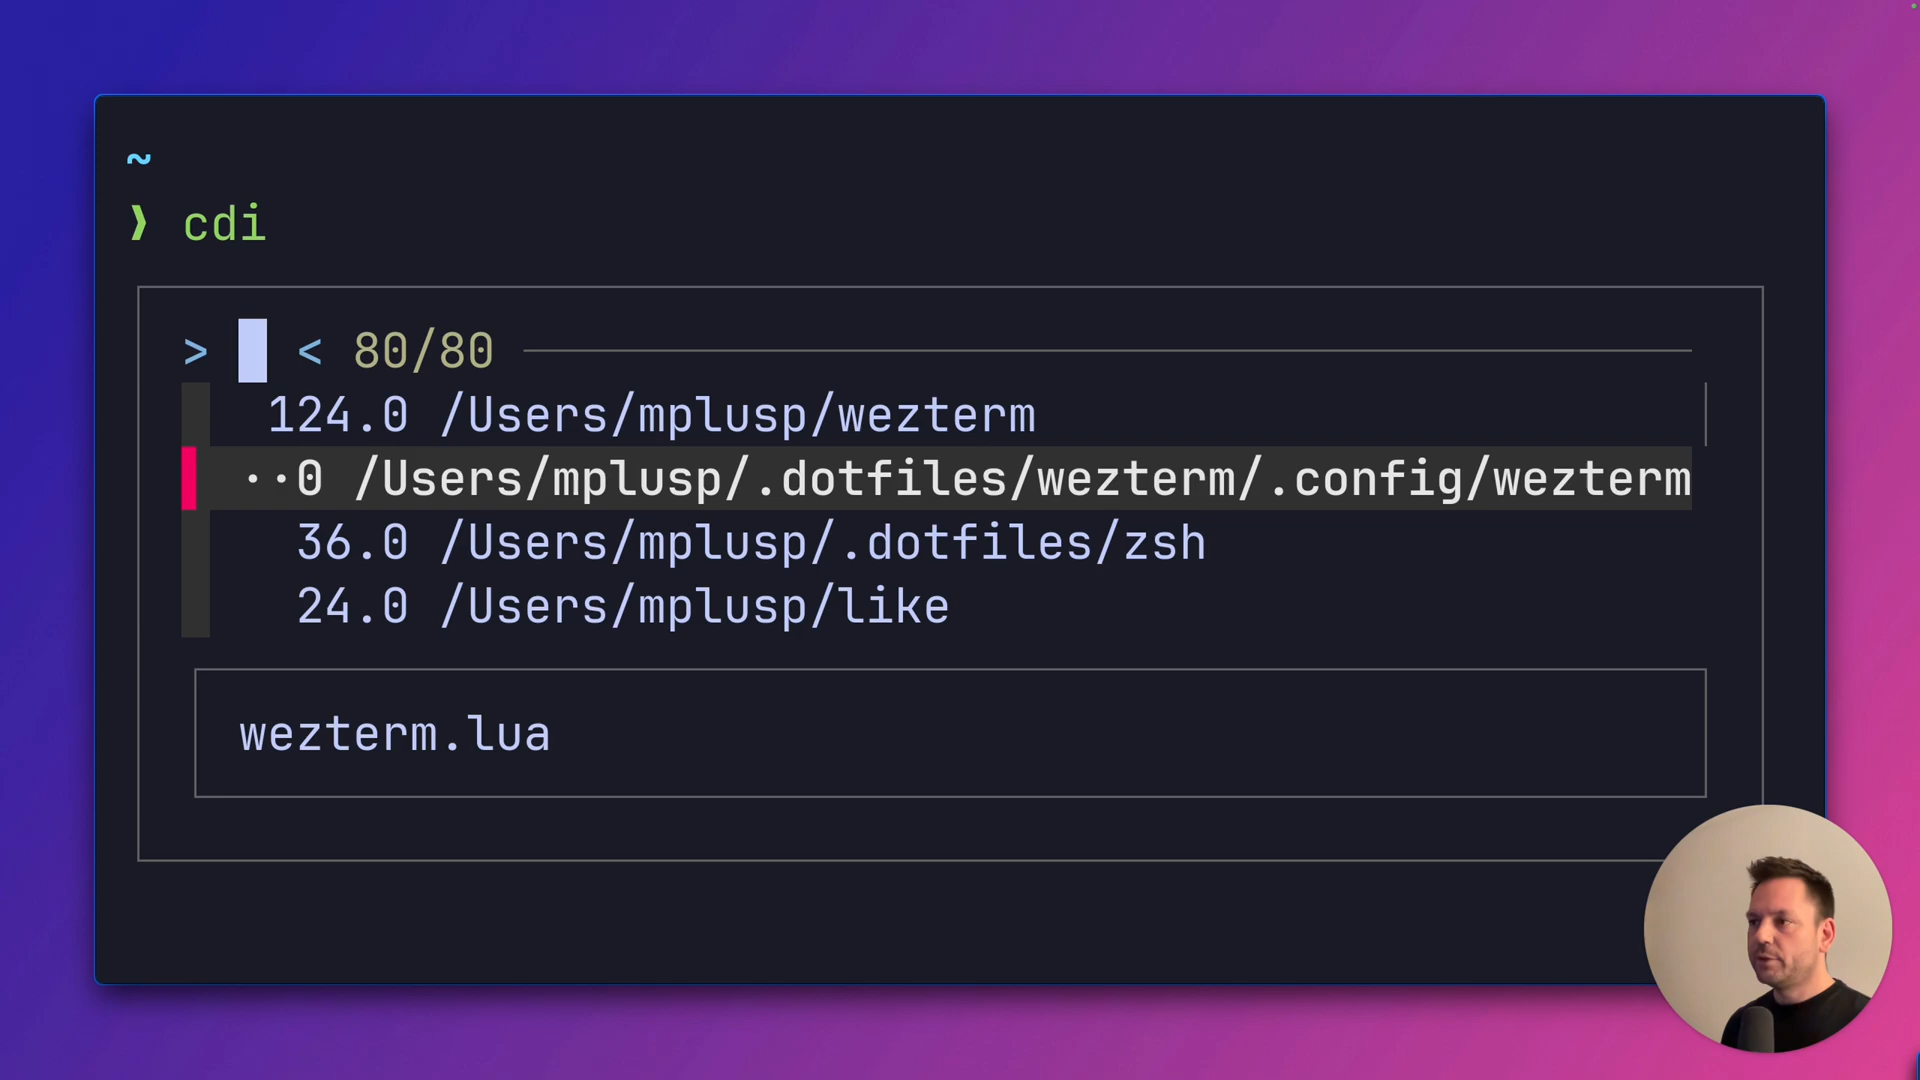 ~
❱ cdi
> < 80/80
124.0 /Users/mplusp/wezterm
··0 /Users/mplusp/.dotfiles/wezterm/.config/wezterm
36.0 /Users/mplusp/.dotfiles/zsh
24.0 /Users/mplusp/like
wezterm.lua